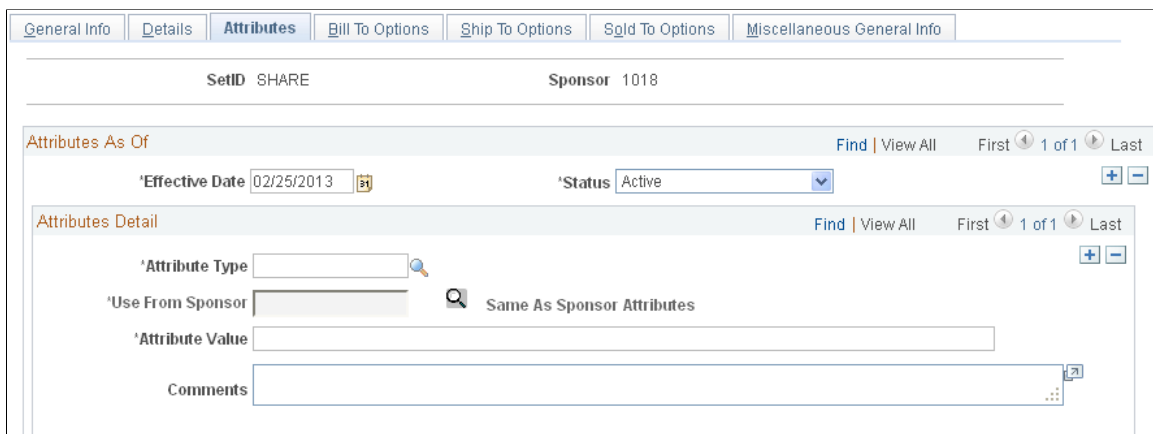 General Info Details Attributes Bill To Options Ship To Options Sold To Options Miscellaneous General Info
SetID SHARE Sponsor 1018
Attributes As Of Find | View All First 1 of 1 Last
*Effective Date 02/25/2013 31 *Status Active
Attributes Detail Find | View All First 1 of 1 Last
*Attribute Type
*Use From Sponsor Same As Sponsor Attributes
*Attribute Value
Comments